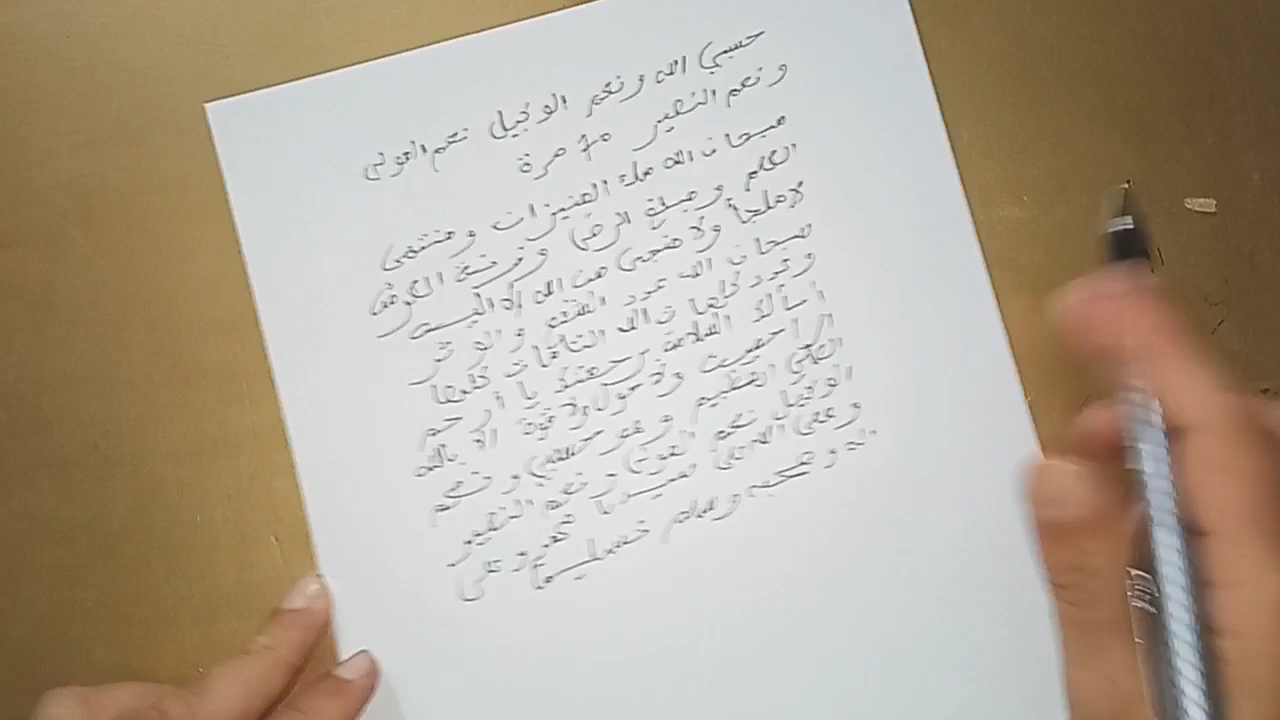 حسبي الله ونعم الوكيل نعم المولى
ونعم النصير ٧٠ مرة
سبحان الله ملء الميزان ومنتهى
العلم ومبلغ الرضى وزنة العرش
لا ملجأ ولا منجى من الله إلا إليه
سبحان الله عدد الشفع والوتر
وعدد كلمات الله التامات كلها
أسألك السلامة برحمتك يا أرحم
الراحمين ولا حول ولا قوة إلا بالله
العلي العظيم وهو حسبي ونعم
الوكيل نعم المولى ونعم النصير
وصلى الله على سيدنا محمد وعلى
اله وصحبه وسلم تسليما